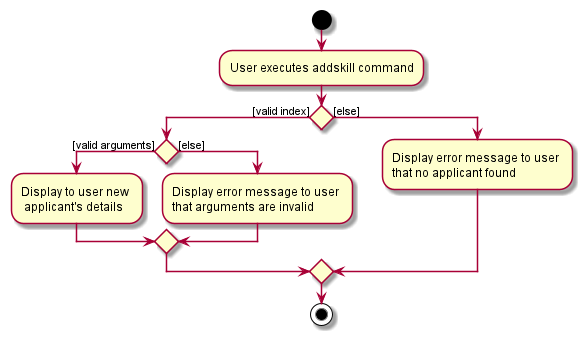 User executes addskill command
[valid index]
[else]
[valid arguments]
[else]
Display to user new
applicant's details
Display error message to user
that arguments are invalid
Display error message to user
that no applicant found